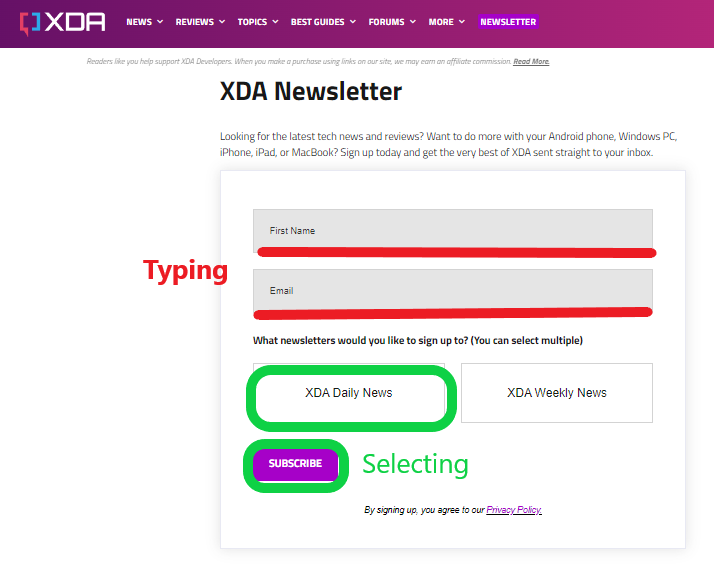 XDA NEWS REVIEWS TOPICS BEST GUIDES FORUMS MORE NEWSLETTER
Readers like you help support XDA Developers. When you make a purchase using links on our site, we may earn an affiliate commission. Read More.
XDA Newsletter
Looking for the latest tech news and reviews? Want to do more with your Android phone, Windows PC,
iPhone, iPad, or MacBook? Sign up today and get the very best of XDA sent straight to your inbox.
First Name
Typing
Email
What newsletters would you like to sign up to? (You can select multiple)
XDA Daily News XDA Weekly News
SUBSCRIBE Selecting
By signing up, you agree to our Privacy Policy.